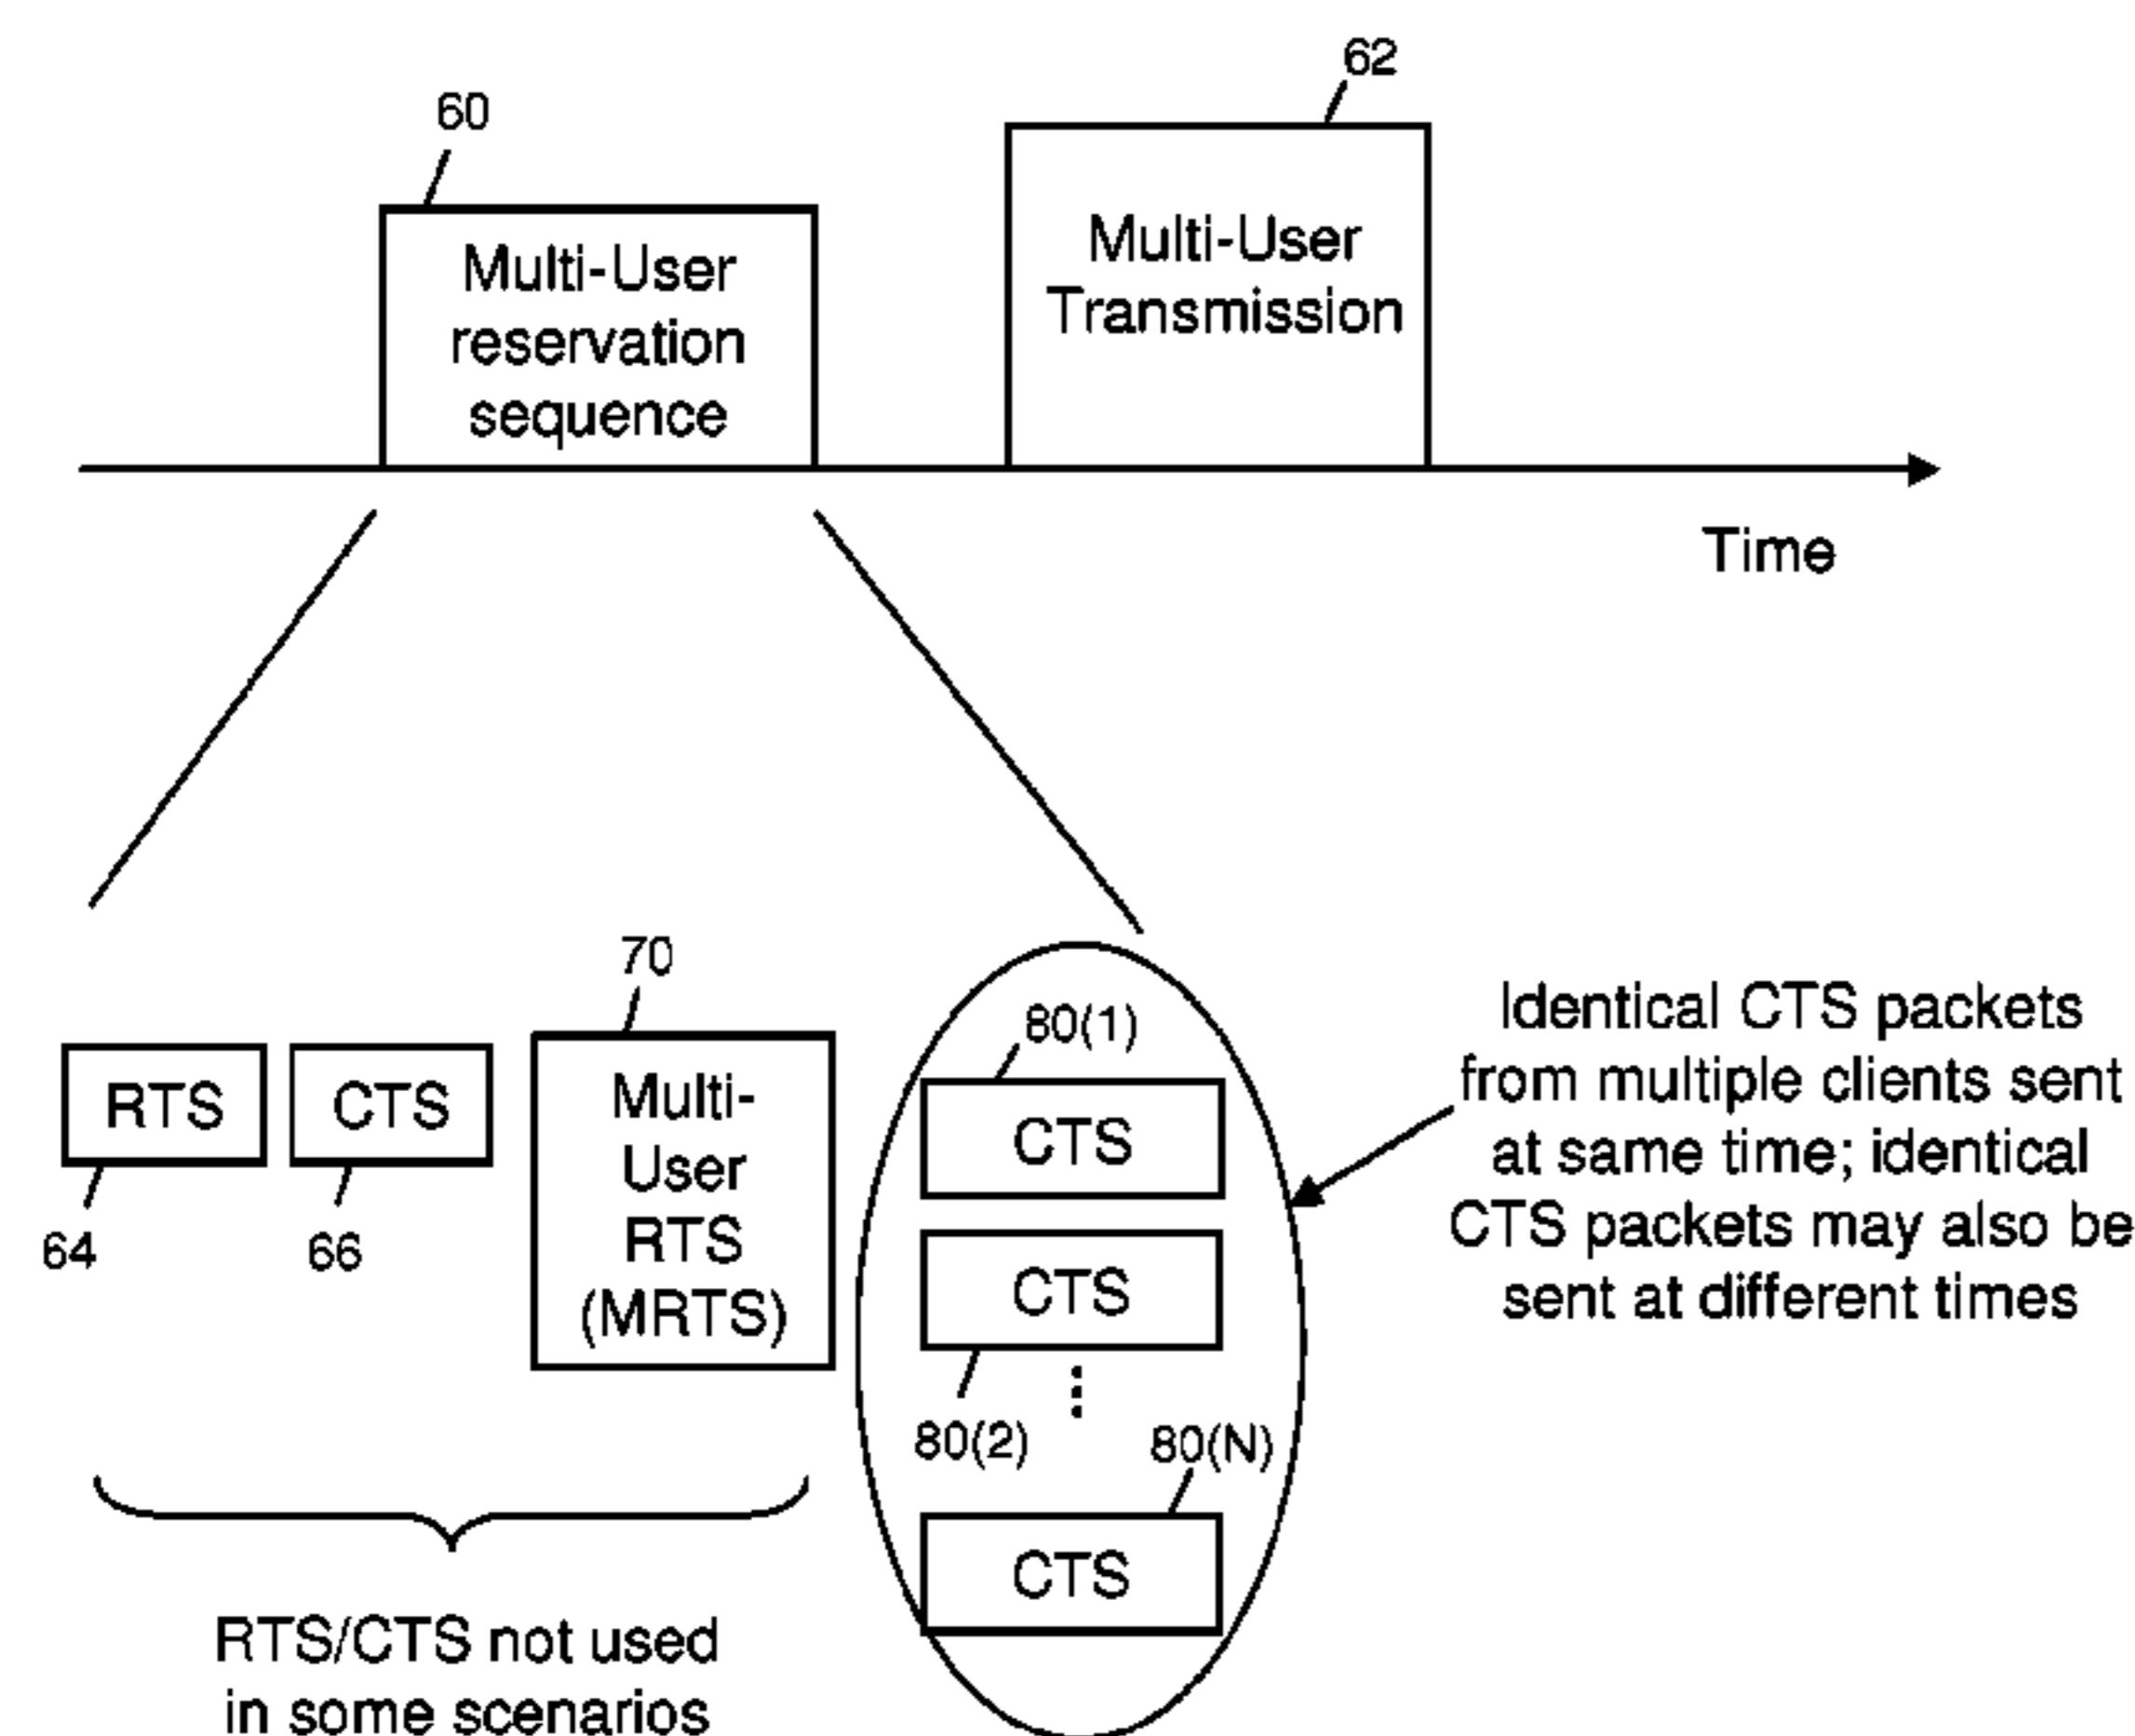 62
60
Multi-User
reservation
sequence
Multi-User
Transmission
Time
70
80(1)
RTS
CTS
Multi-
User
RTS
(MRTS)
CTS
Identical CTS packets
from multiple clients sent
at same time; identical
CTS packets may also be
sent at different times
64
66
CTS
80(2)
80(N)
CTS
RTS/CTS not used
in some scenarios